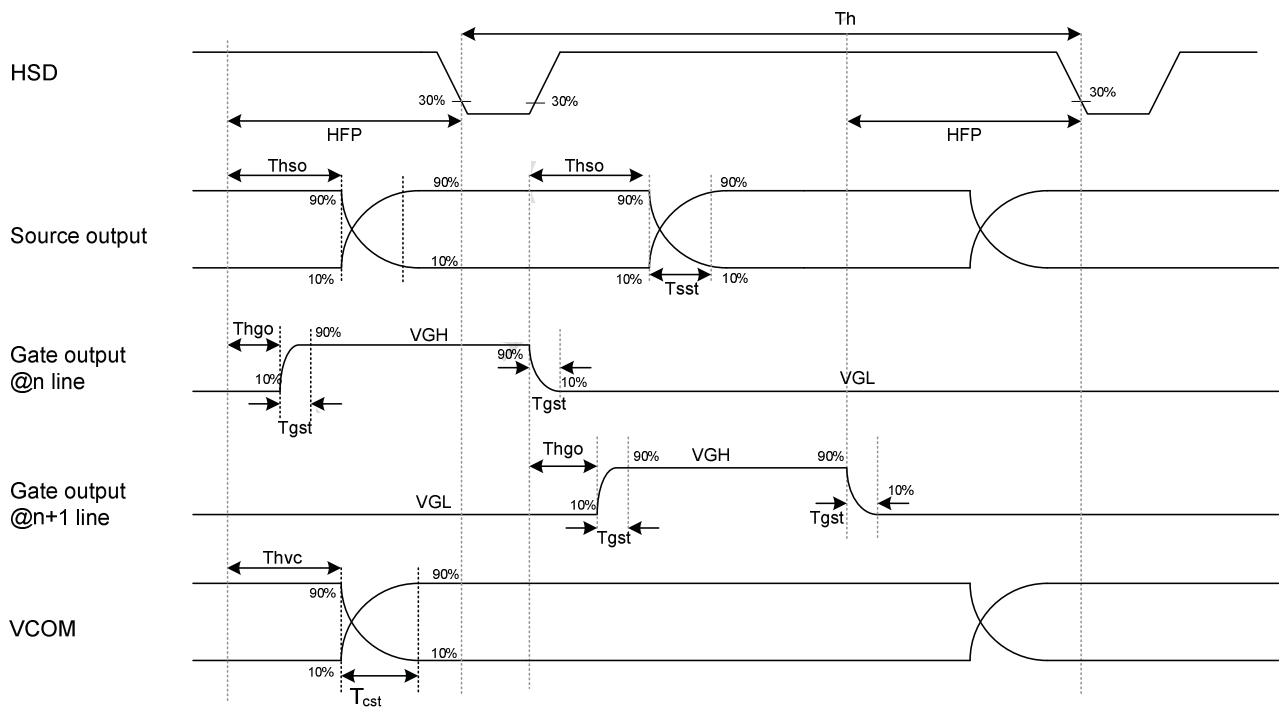 Th
HSD
30%
30%
30%
HFP
HFP
Thso
Thso
90%
90%
90%
90%
Source output
10%
10%
10%
10%
Tsst
Thgo
90%
VGH
90%
Gate output
@n line
10%
10%
VGL
Tgst
Tgst
Thgo
90%
VGH
90%
Gate output
@n+1 line
VGL
10%
10%
Tgst
Tgst
Thvc
90%
90%
VCOM
10%
10%
Tcst